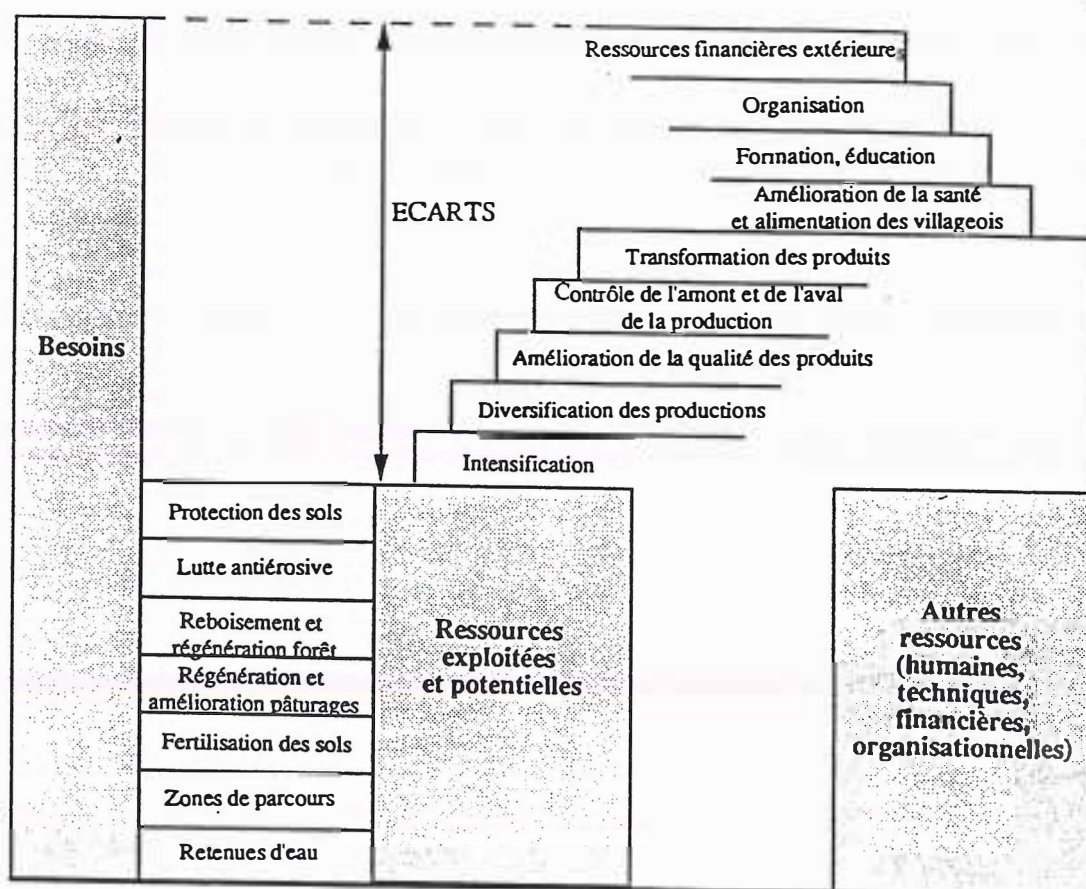 Ressources financières extérieures
Organisation
Formation, éducation
Amélioration de la santé
et alimentation des villageois
ECARTS
Transformation des produits
Contrôle de l'amont et de l'aval
de la production
Besoins
Amélioration de la qualité des produits
Diversification des productions
Intensification
Protection des sols
Lutte antiérosive
Reboisement et
régénération forêt
Régénération et
amélioration pâturages
Fertilisation des sols
Zones de parcours
Retenues d'eau
Ressources
exploitées
et potentielles
Autres
ressources
(humaines,
techniques,
financières,
organisationnelles)